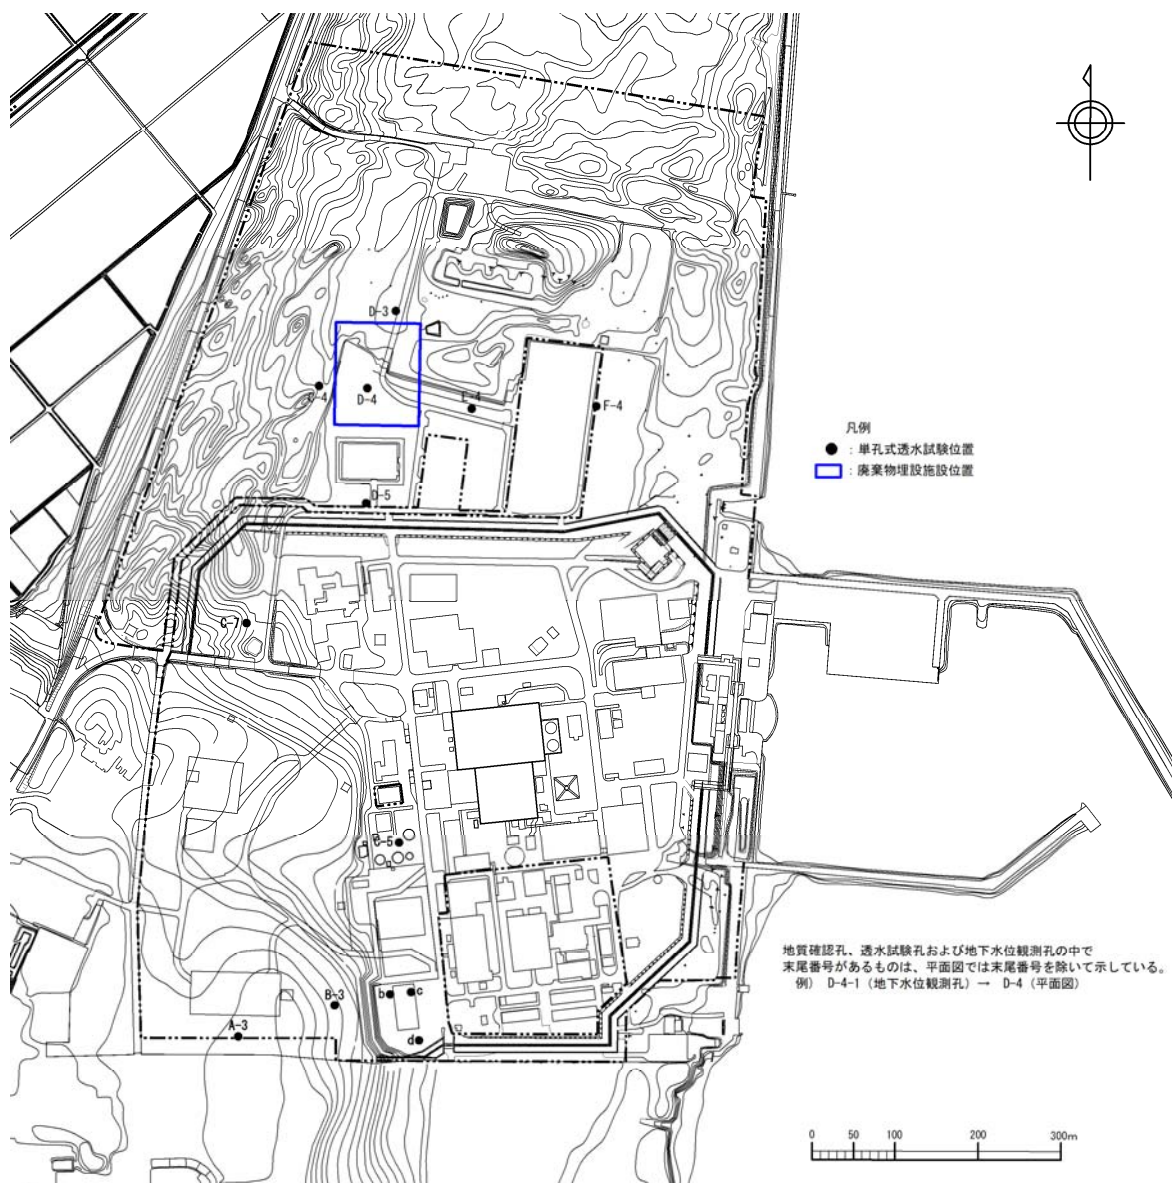 D-3
C-4
D-4
E-4
F-4
凡例
● : 単孔式透水試験位置
: 廃棄物埋設施設位置
D-5
C-7
C-5
地質確認孔、透水試験孔および地下水位観測孔の中で
末尾番号があるものは、平面図では末尾番号を除いて示している。
例) D-4-1 (地下水位観測孔) → D-4 (平面図)
B-3
b
c
A-3
d
0 50 100 200 300m